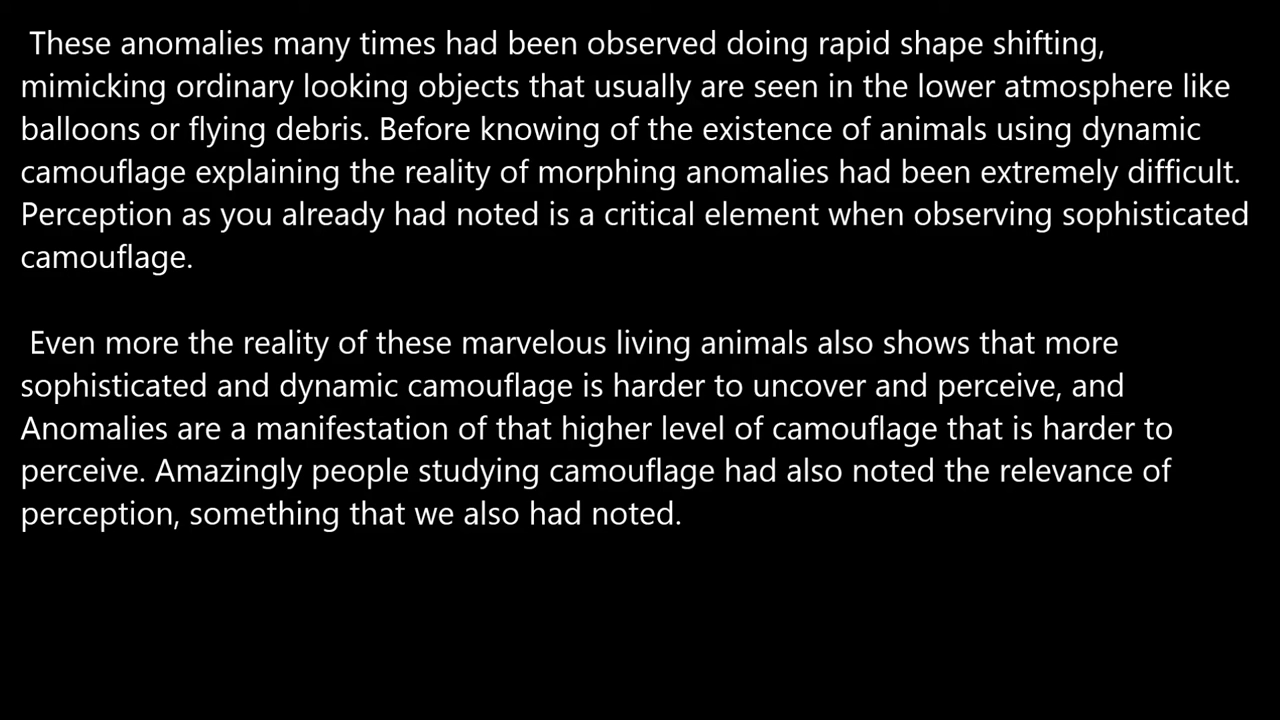 These anomalies many times had been observed doing rapid shape shifting,
mimicking ordinary looking objects that usually are seen in the lower atmosphere like
balloons or flying debris. Before knowing of the existence of animals using dynamic
camouflage explaining the reality of morphing anomalies had been extremely difficult.
Perception as you already had noted is a critical element when observing sophisticated
camouflage.
Even more the reality of these marvelous living animals also shows that more
sophisticated and dynamic camouflage is harder to uncover and perceive, and
Anomalies are a manifestation of that higher level of camouflage that is harder to
perceive. Amazingly people studying camouflage had also noted the relevance of
perception, something that we also had noted.